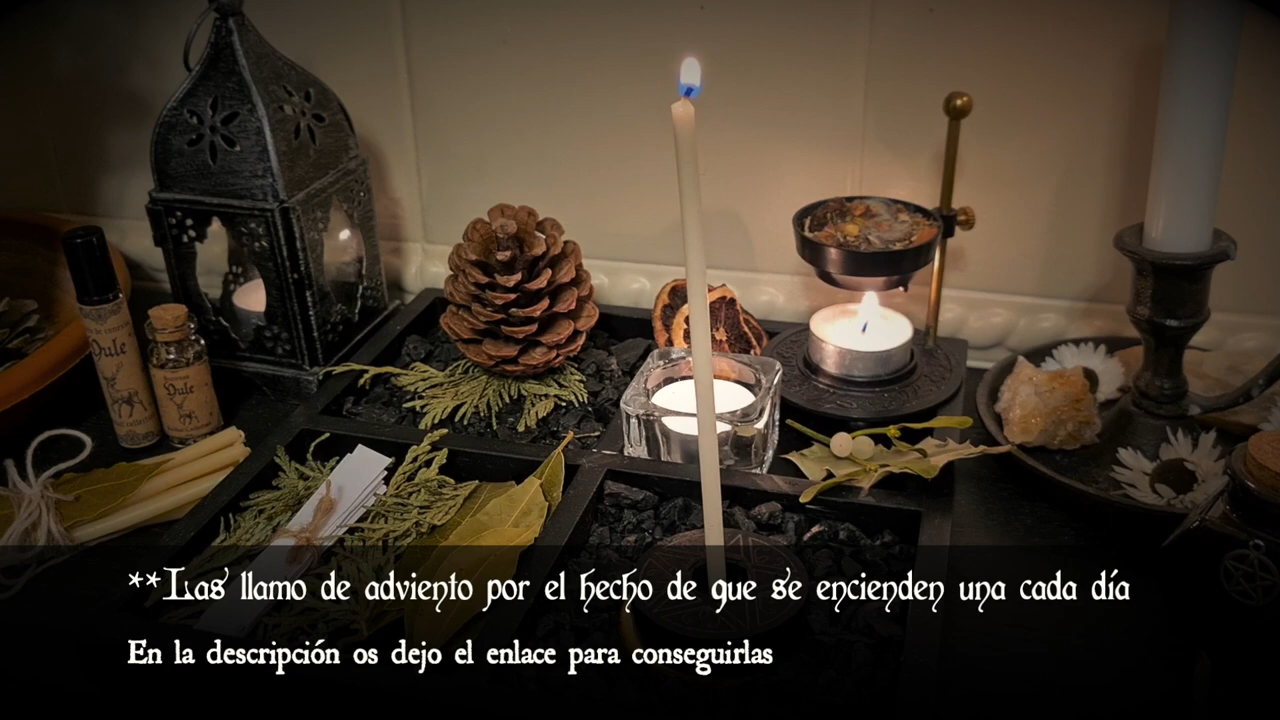 Yule
Yule
**Las llamo de adviento por el hecho de que se encienden una cada día
En la descripción os dejo el enlace para conseguirlas